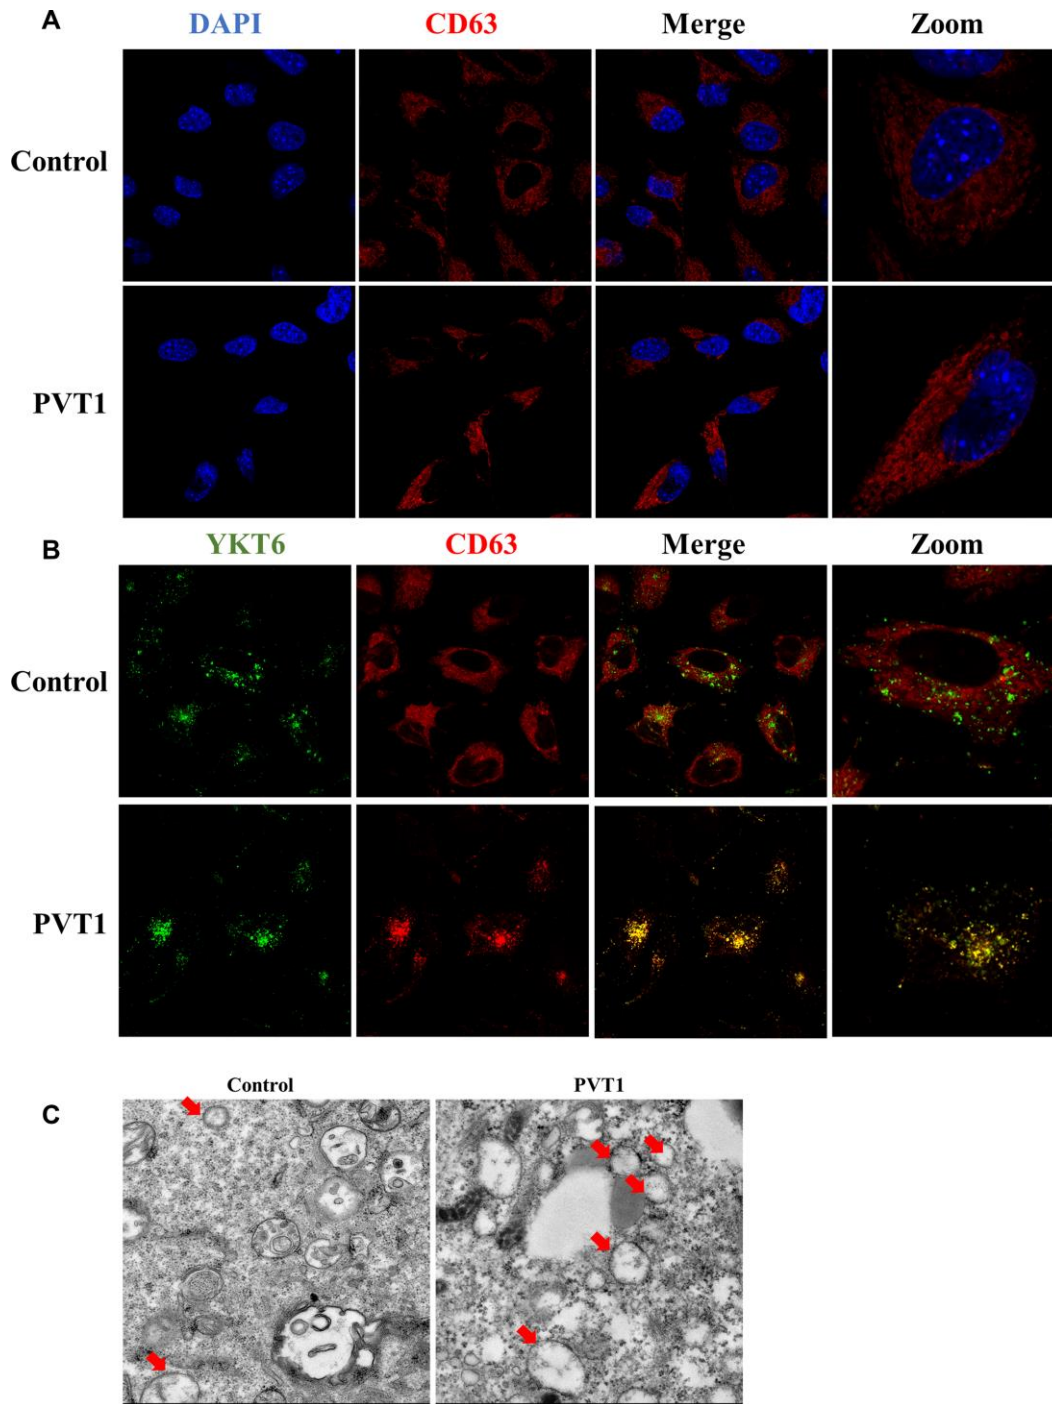 A
DAPI CD63 Merge Zoom
Control
PVT1
B
YKT6 CD63 Merge Zoom
Control
PVT1
C
Control PVT1